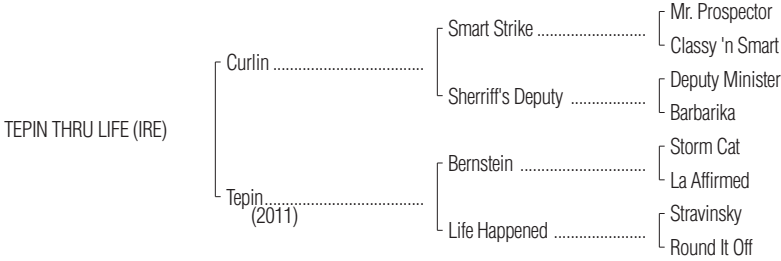 Mr. Prospector
Smart Strike ..........................
Classy 'n Smart
Curlin ....................................
Deputy Minister
Sherriff's Deputy ..................
Barbarika
TEPIN THRU LIFE (IRE)
Storm Cat
Bernstein ..............................
La Affirmed
Tepin......................................
(2011)
Stravinsky
Life Happened ......................
Round It Off